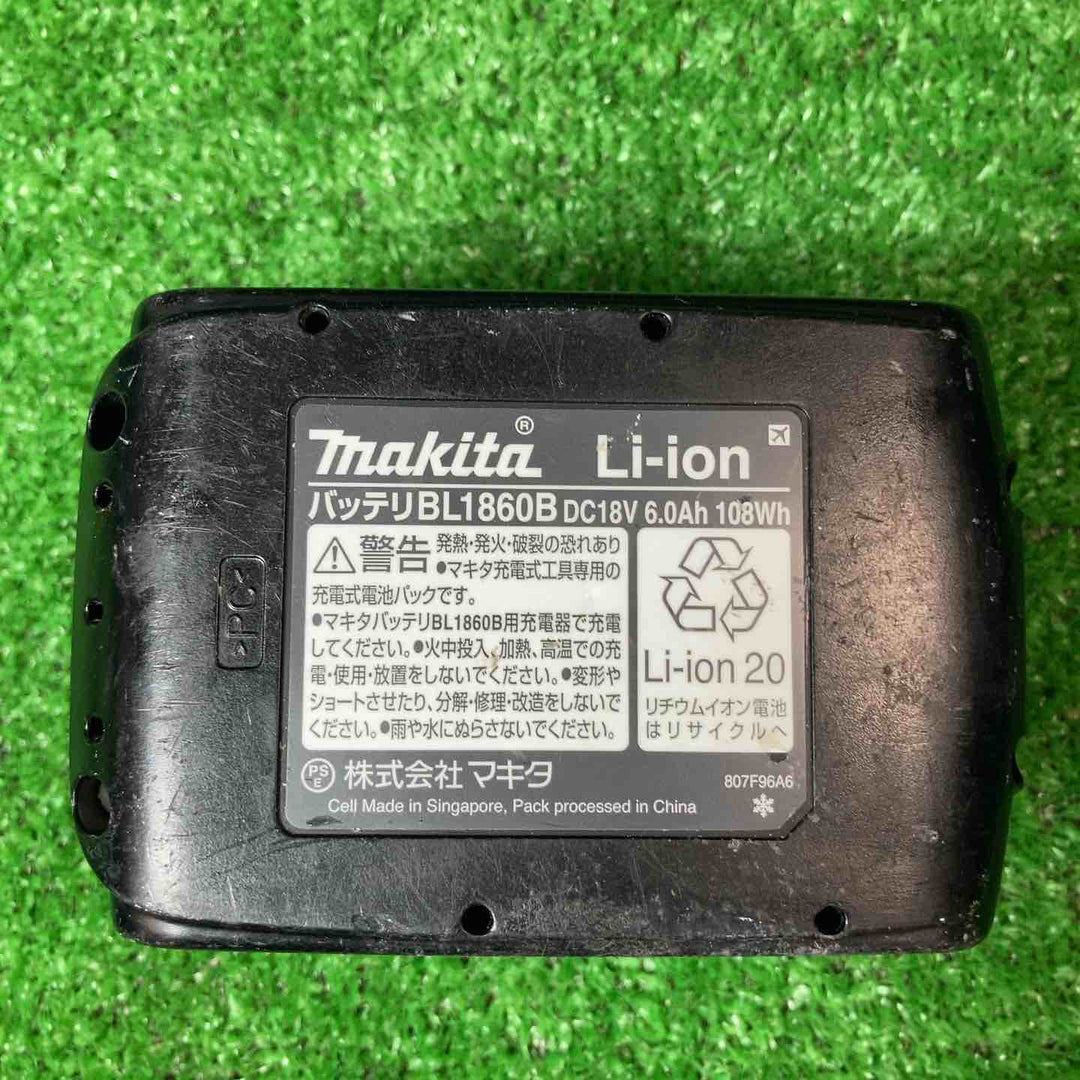 makita®
Li-ion
バッテリBL1860B DC18V 6.0Ah 108Wh
警告 発熱・発火・破裂の恐れあり
●マキタ充電式工具専用の
充電式電池パックです。
●マキタバッテリBL1860B用充電器で充電
してください。●火中投入、加熱、高温での充
電・使用・放置をしないでください。●変形や
ショートさせたり、分解・修理・改造をしないで
ください。●雨や水にぬらさないでください。
Li-ion 20
リチウムイオン電池
はリサイクルへ
PS
E
株式会社 マキタ
807F96A6
Cell Made in Singapore, Pack processed in China
>PC<